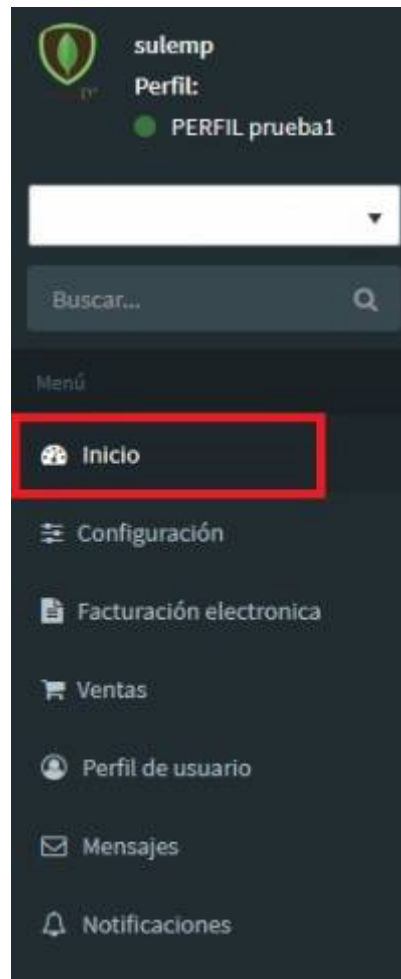 sulemp
Perfil:
PERFIL prueba1
Buscar...
Menú
Inicio
Configuración
Facturación electronica
Ventas
Perfil de usuario
Mensajes
Notificaciones